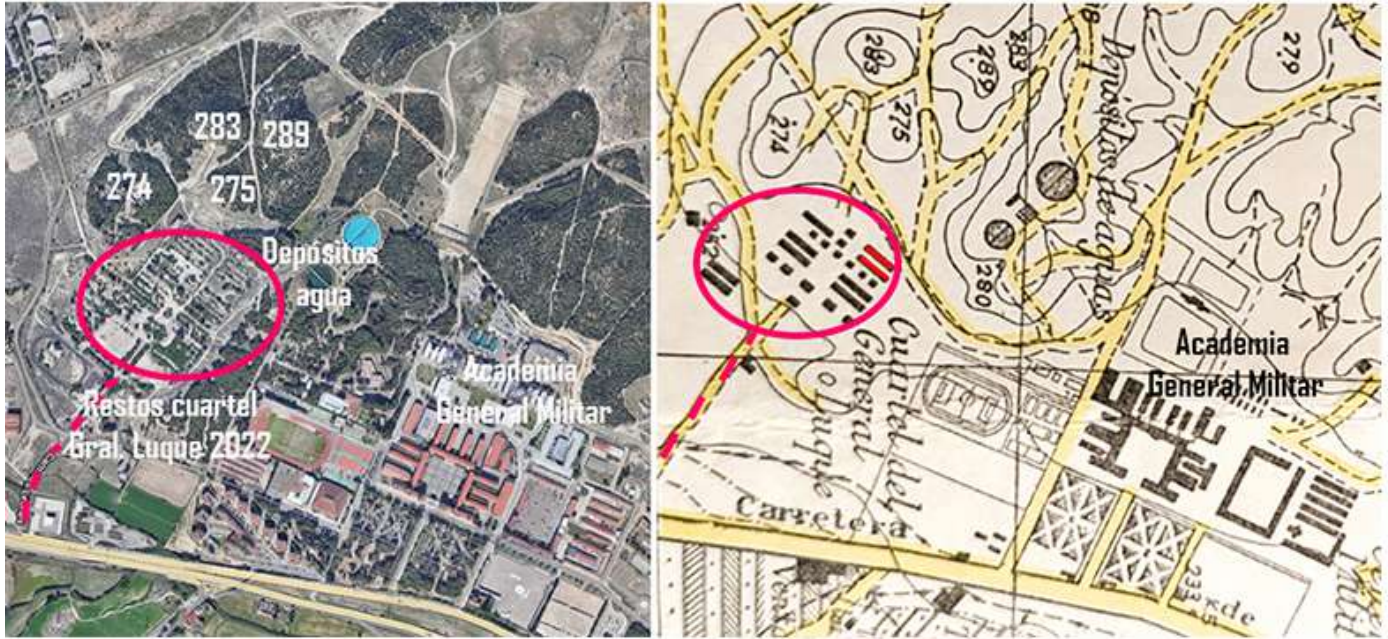 283
289
274
275
Depósitos
agua
Academia
General Militar
Restos cuartel
Gral. Luque 2022
283
289
283
279
274
275
Depósitos de aguas
280
Cuartel del
General
Luque
Academia
General Militar
Carretera
de